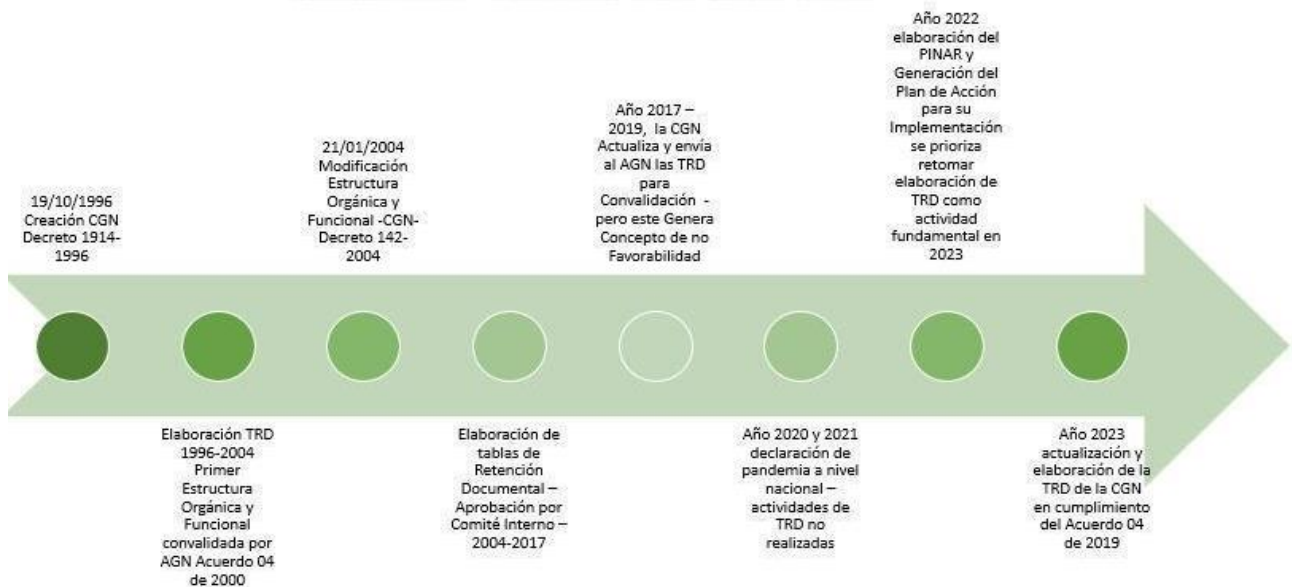 19/10/1996
Creación CGN
Decreto 1914-
1996
Elaboración TRD
1996-2004
Primer
Estructura
Orgánica y
Funcional
convalidada por
AGN Acuerdo 04
de 2000
21/01/2004
Modificación
Estructura
Orgánica y
Funcional -CGN-
Decreto 142-
2004
Elaboración de
tablas de
Retención
Documental –
Aprobación por
Comité Interno –
2004-2017
Año 2017 –
2019, la CGN
Actualiza y envía
al AGN las TRD
para
Convalidación -
pero este Genera
Concepto de no
Favorabilidad
Año 2020 y 2021
declaración de
pandemia a nivel
nacional –
actividades de
TRD no
realizadas
Año 2022
elaboración del
PINAR y
Generación del
Plan de Acción
para su
Implementación
se prioriza
retomar
elaboración de
TRD como
actividad
fundamental en
2023
Año 2023
actualización y
elaboración de la
TRD de la CGN
en cumplimiento
del Acuerdo 04
de 2019